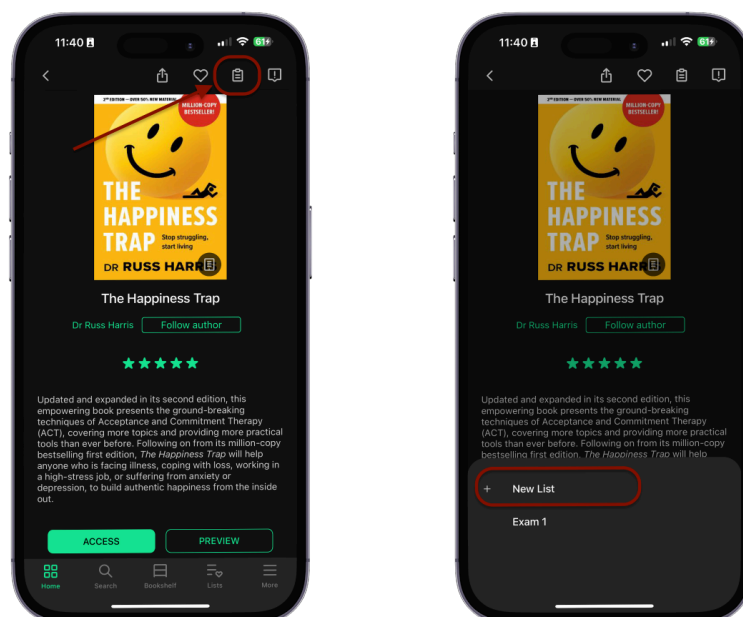 11:40
61
2ND EDITION – OVER 50% NEW MATERIAL
MILLION-COPY
BESTSELLER!
THE
HAPPINESS
TRAP
Stop struggling,
start living
DR RUSS HARRIS
The Happiness Trap
Dr Russ Harris
Follow author
Updated and expanded in its second edition, this
empowering book presents the ground-breaking
techniques of Acceptance and Commitment Therapy
(ACT), covering more topics and providing more practical
tools than ever before. Following on from its million-copy
bestselling first edition, The Happiness Trap will help
anyone who is facing illness, coping with loss, working in
a high-stress job, or suffering from anxiety or
depression, to build authentic happiness from the inside
out.
ACCESS
PREVIEW
Home
Search
Bookshelf
Lists
More
11:40
61
2ND EDITION – OVER 50% NEW MATERIAL
MILLION-COPY
BESTSELLER!
THE
HAPPINESS
TRAP
Stop struggling,
start living
DR RUSS HARRIS
The Happiness Trap
Dr Russ Harris
Follow author
Updated and expanded in its second edition, this
empowering book presents the ground-breaking
techniques of Acceptance and Commitment Therapy
(ACT), covering more topics and providing more practical
tools than ever before. Following on from its million-copy
bestselling first edition, The Happiness Trap will help
+ New List
Exam 1